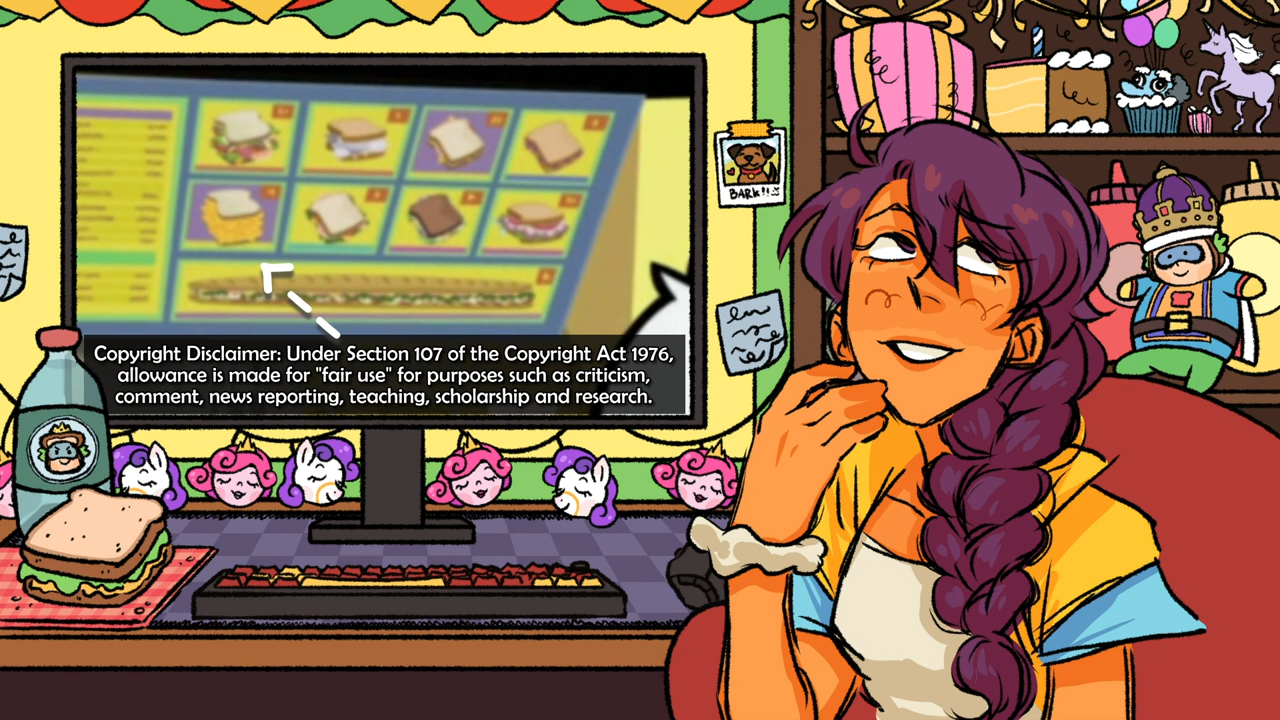 BARK!!
Copyright Disclaimer: Under Section 107 of the Copyright Act 1976,
allowance is made for "fair use" for purposes such as criticism,
comment, news reporting, teaching, scholarship and research.